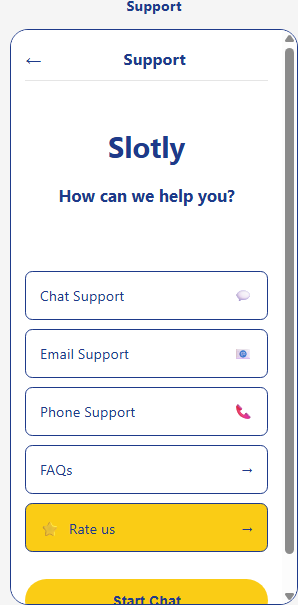 Support
← Support
Slotly
How can we help you?
Chat Support
Email Support
Phone Support
FAQs →
Rate us →
Start Chat